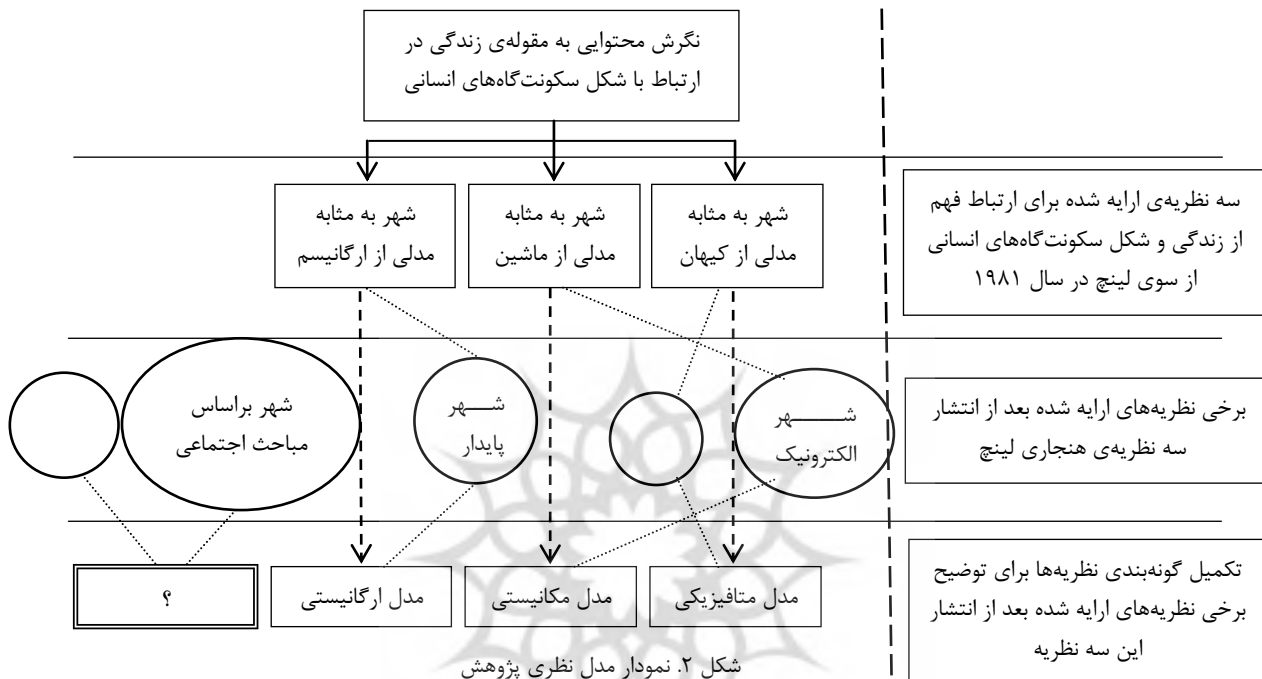 نگرش محتوایی به مقوله‌ی زندگی در
ارتباط با شکل سکونت‌گاه‌های انسانی
سه نظریه‌ی ارایه شده برای ارتباط فهم
از زندگی و شکل سکونت‌گاه‌های انسانی
از سوی لینچ در سال ۱۹۸۱
شهر به مثابه
مدلی از کیهان
شهر به مثابه
مدلی از ماشین
شهر به مثابه
مدلی از ارگانیسم
برخی نظریه‌های ارایه شده بعد از انتشار
سه نظریه‌ی هنجاری لینچ
شـــــــــهر
الکترونیک
شـــــهر
پایدار
شهر براساس
مباحث اجتماعی
تکمیل گونه‌بندی نظریه‌ها برای توضیح
برخی نظریه‌های ارایه شده بعد از انتشار
این سه نظریه
مدل متافیزیکی
مدل مکانیستی
مدل ارگانیستی
؟
شکل ۲. نمودار مدل نظری پژوهش